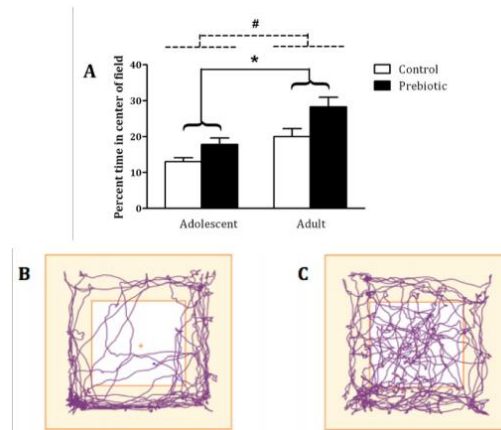 #
*
A
Percent time in center of field
40
30
20
10
0
Control
Prebiotic
Adolescent
Adult
B
C